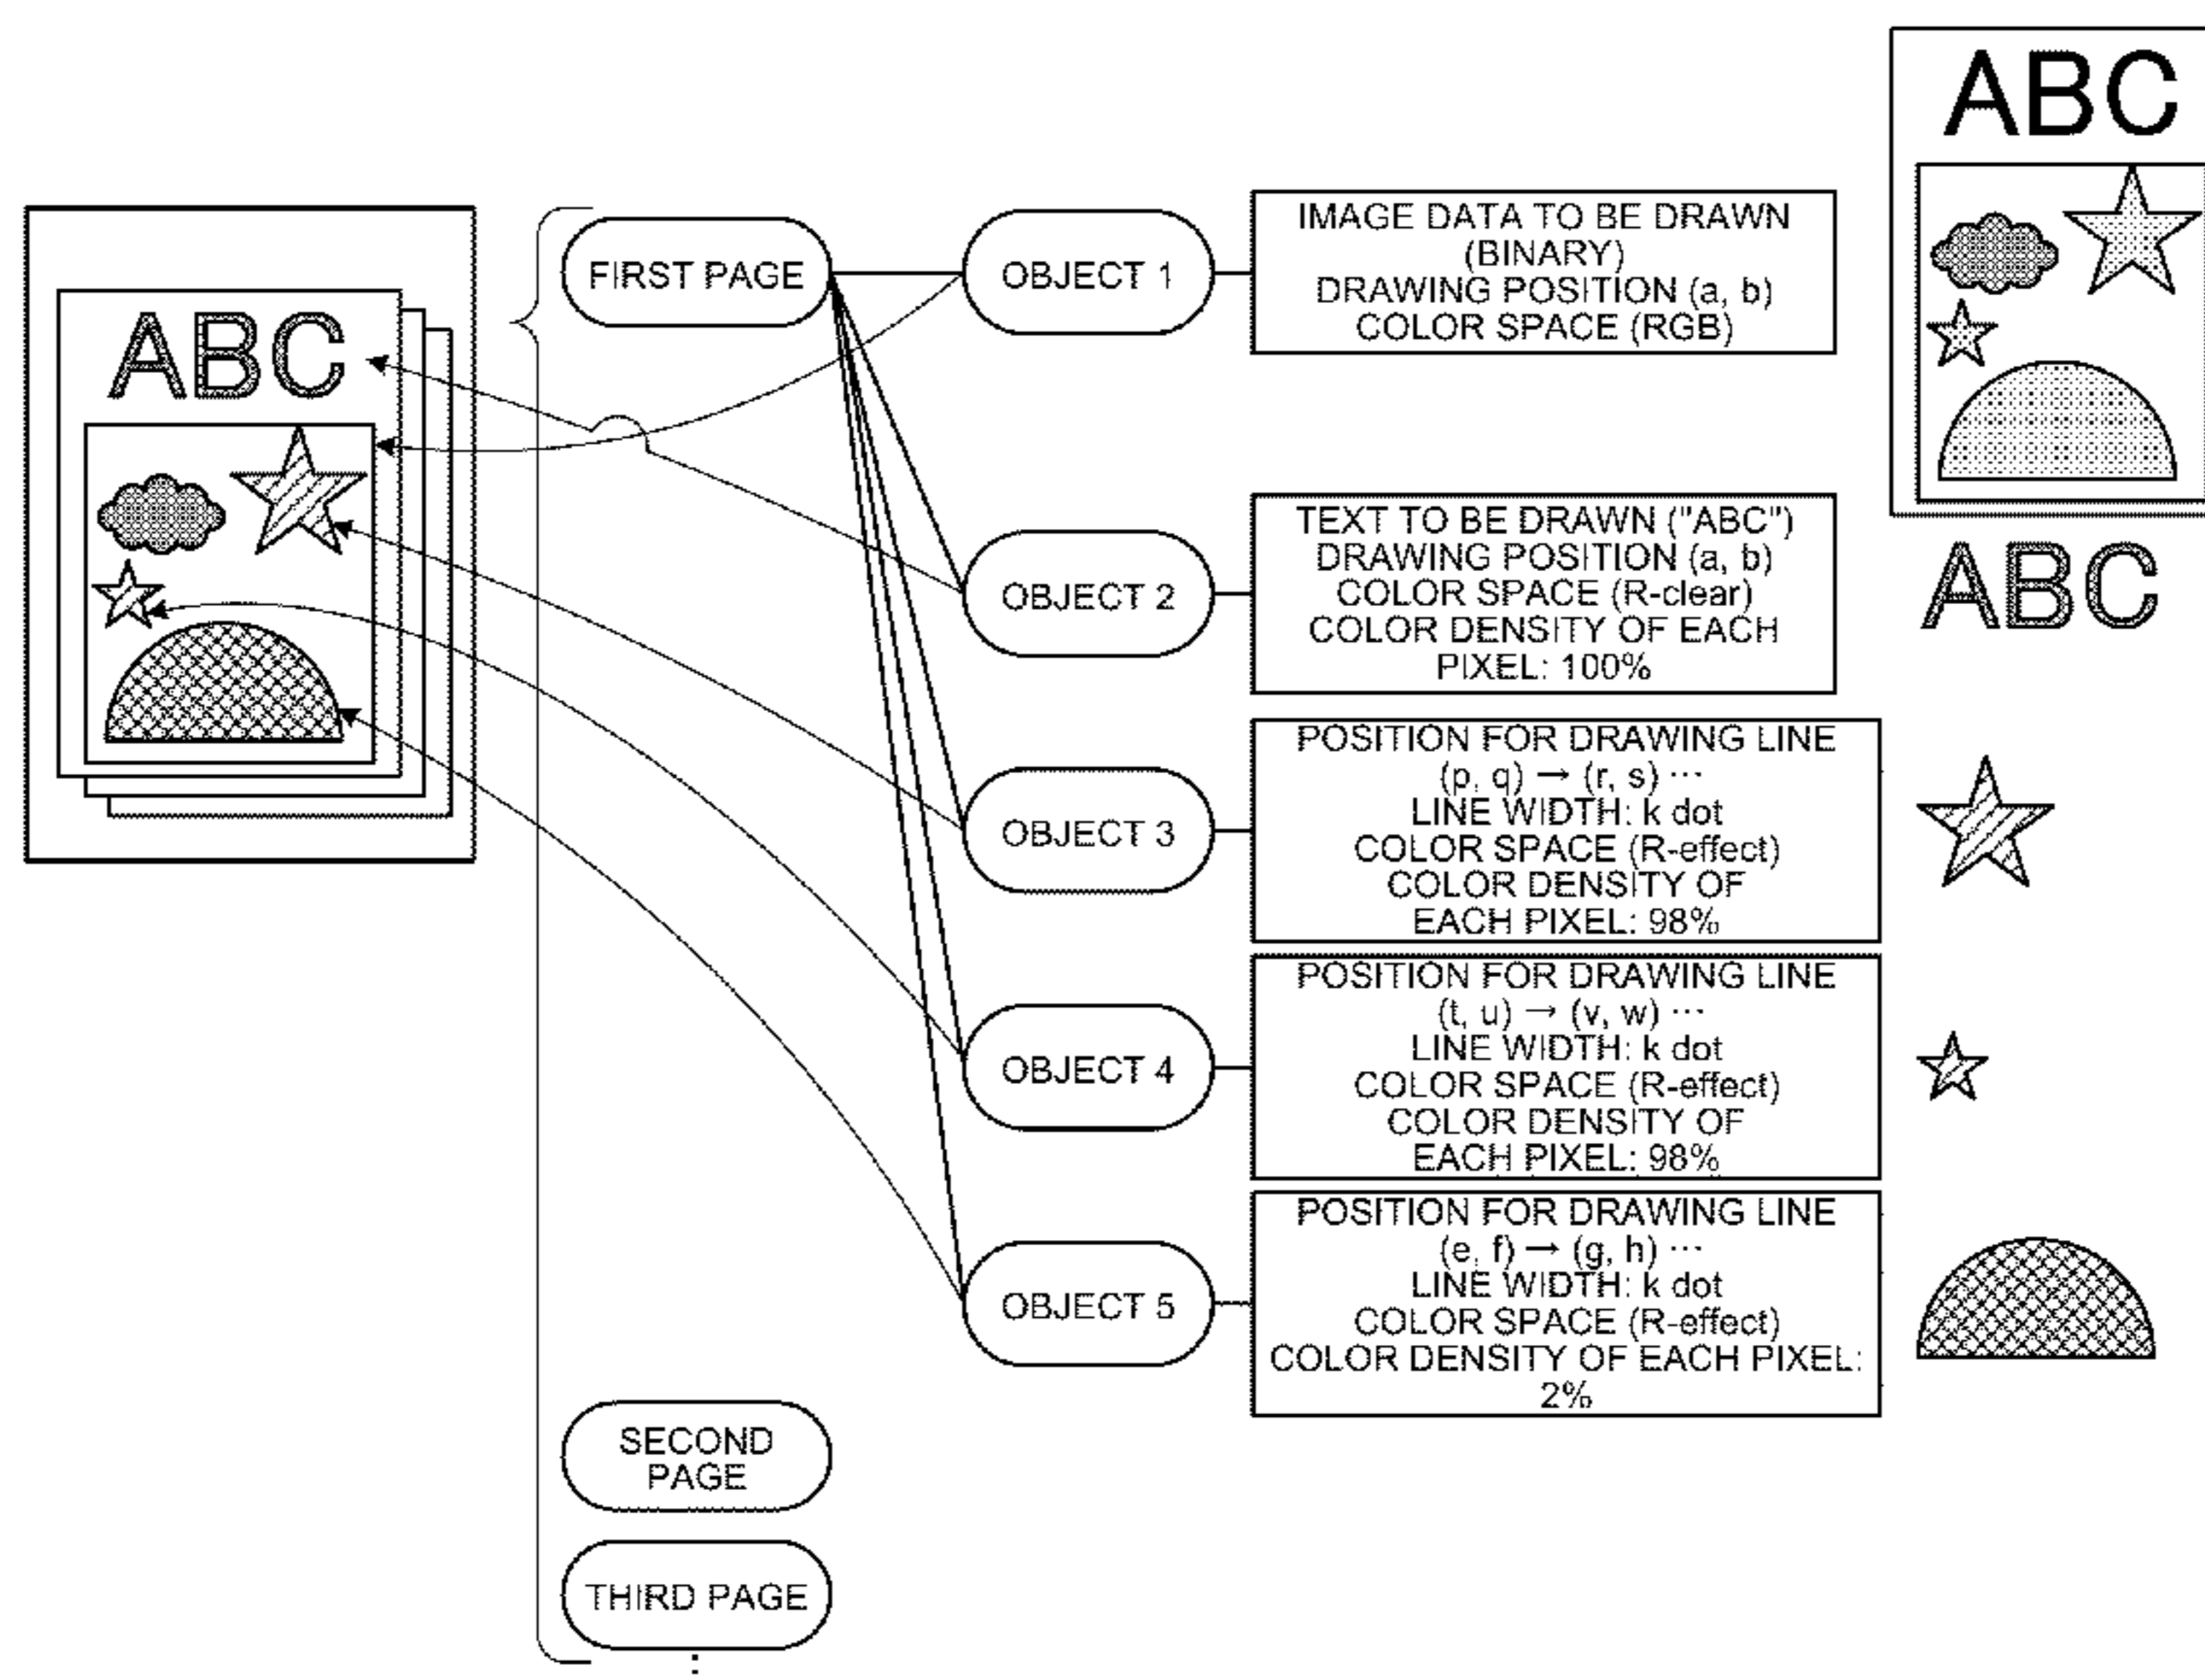 ABC
FIRST PAGE
OBJECT 1
IMAGE DATA TO BE DRAWN
(BINARY)
DRAWING POSITION (a, b)
COLOR SPACE (RGB)
ABC
OBJECT 2
TEXT TO BE DRAWN ("ABC")
DRAWING POSITION (a, b)
COLOR SPACE (R-clear)
COLOR DENSITY OF EACH
PIXEL: 100%
ABC
OBJECT 3
POSITION FOR DRAWING LINE
(p, q) → (r, s) ⋯
LINE WIDTH: k dot
COLOR SPACE (R-effect)
COLOR DENSITY OF
EACH PIXEL: 98%
OBJECT 4
POSITION FOR DRAWING LINE
(t, u) → (v, w) ⋯
LINE WIDTH: k dot
COLOR SPACE (R-effect)
COLOR DENSITY OF
EACH PIXEL: 98%
OBJECT 5
POSITION FOR DRAWING LINE
(e, f) → (g, h) ⋯
LINE WIDTH: k dot
COLOR SPACE (R-effect)
COLOR DENSITY OF EACH PIXEL:
2%
SECOND
PAGE
THIRD PAGE
⋮